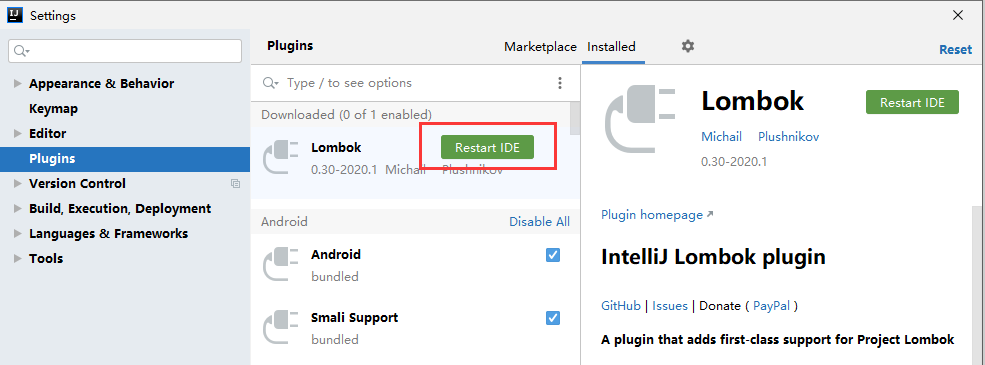 IJ Settings
Plugins Marketplace Installed Reset
Type / to see options
Appearance & Behavior
Keymap
Editor
Plugins
Version Control
Build, Execution, Deployment
Languages & Frameworks
Tools
Downloaded (0 of 1 enabled)
Lombok Restart IDE
0.30-2020.1 Michail Plushnikov
Android Disable All
Android
bundled
Smali Support
bundled
Lombok Restart IDE
Michail Plushnikov
0.30-2020.1
Plugin homepage ↗
IntelliJ Lombok plugin
GitHub | Issues | Donate ( PayPal )
A plugin that adds first-class support for Project Lombok